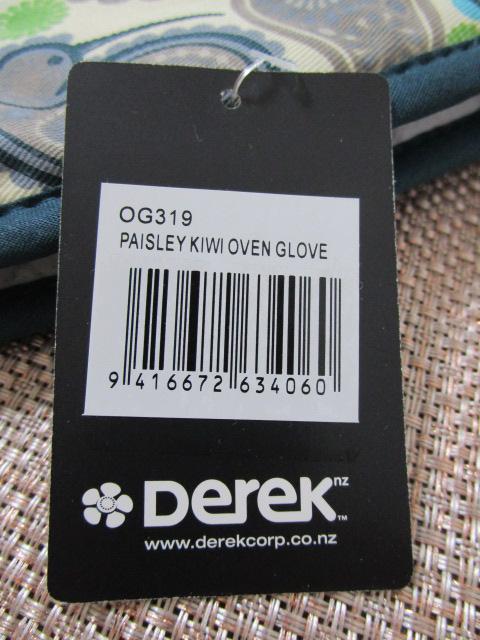 OG319
PAISLEY KIWI OVEN GLOVE
9 416672 634060
Derek nz ™
www.derekcorp.co.nz